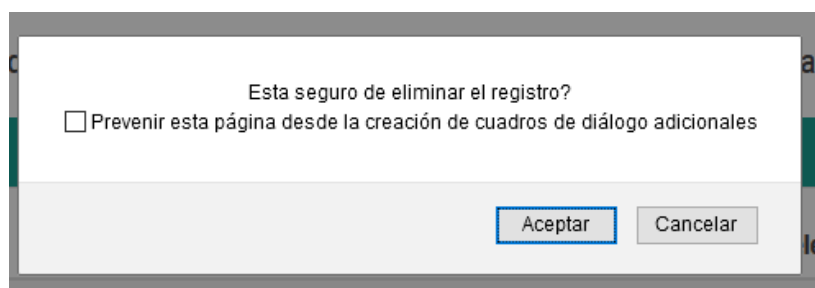 Esta seguro de eliminar el registro?
Prevenir esta página desde la creación de cuadros de diálogo adicionales
Aceptar
Cancelar